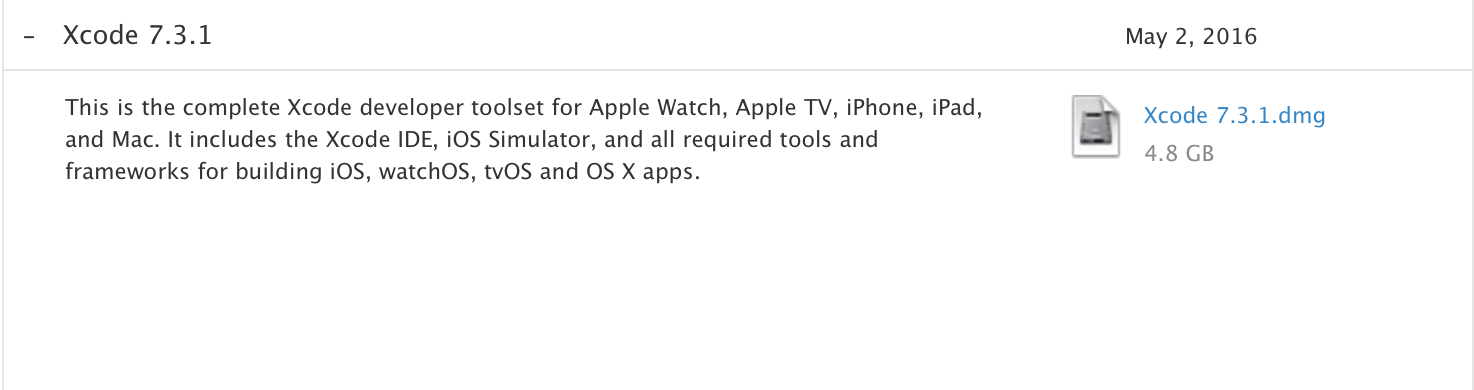 – Xcode 7.3.1 May 2, 2016
This is the complete Xcode developer toolset for Apple Watch, Apple TV, iPhone, iPad,
and Mac. It includes the Xcode IDE, iOS Simulator, and all required tools and
frameworks for building iOS, watchOS, tvOS and OS X apps.
Xcode 7.3.1.dmg
4.8 GB